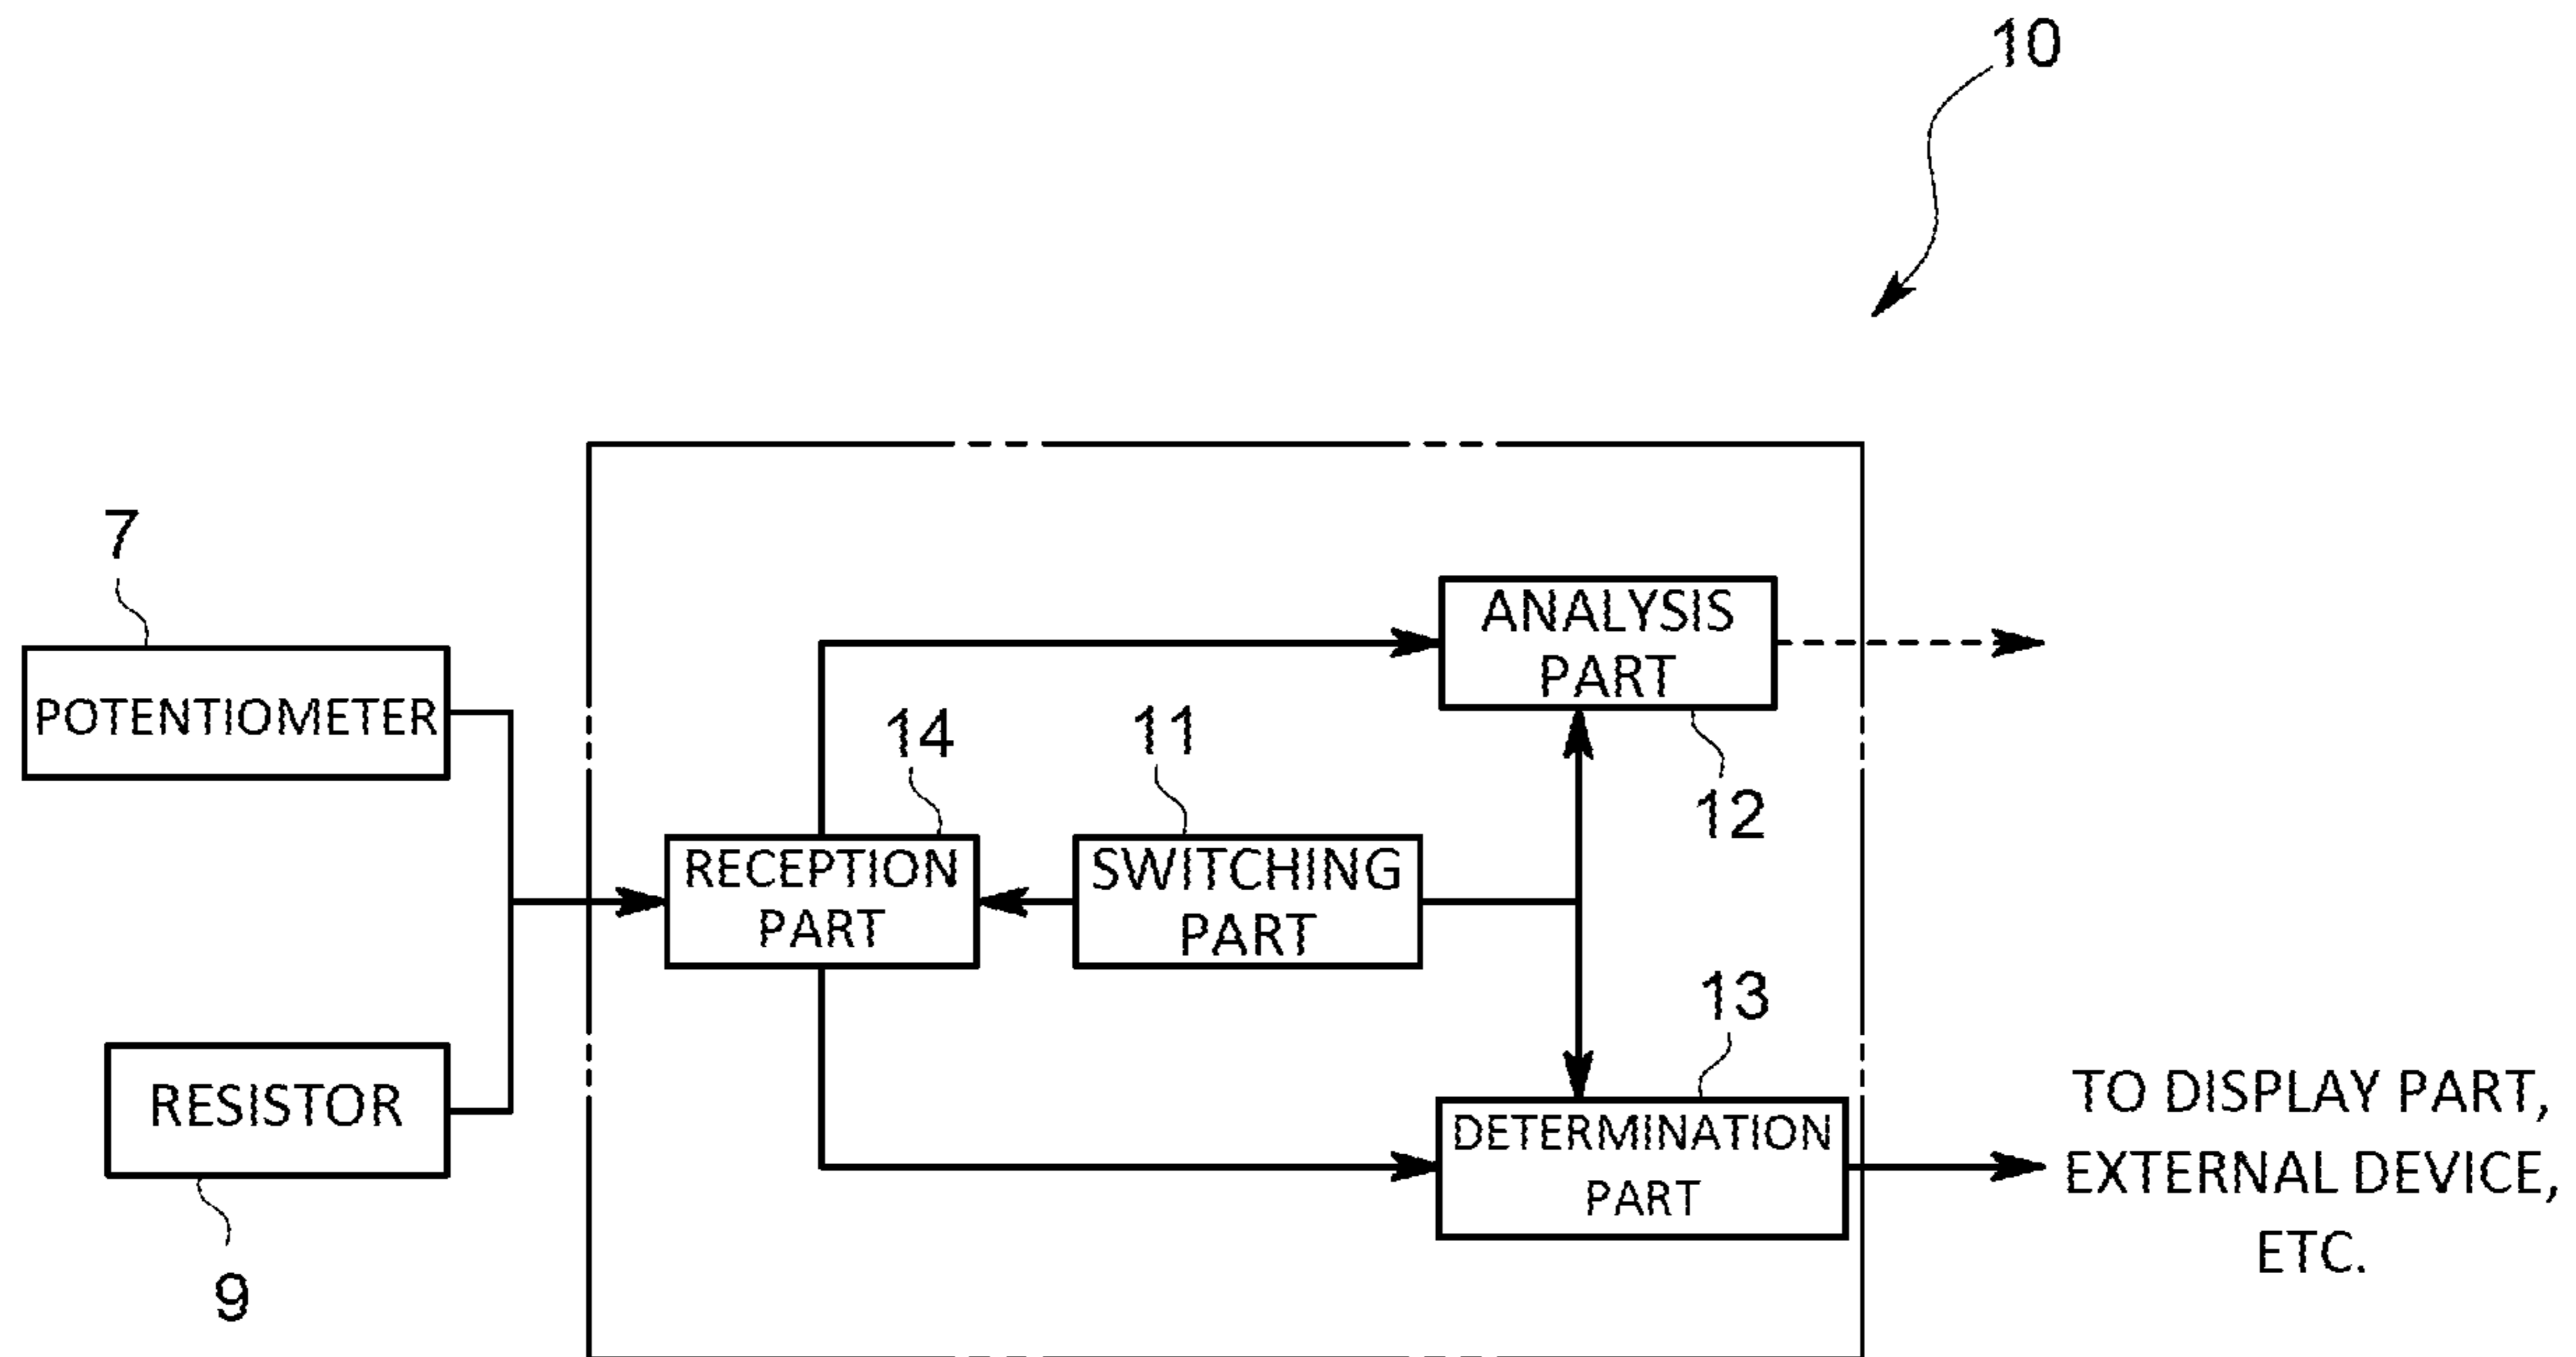 10
7
POTENTIOMETER
ANALYSIS
PART
12
14
RECEPTION
PART
11
SWITCHING
PART
13
DETERMINATION
PART
RESISTOR
9
TO DISPLAY PART,
EXTERNAL DEVICE,
ETC.